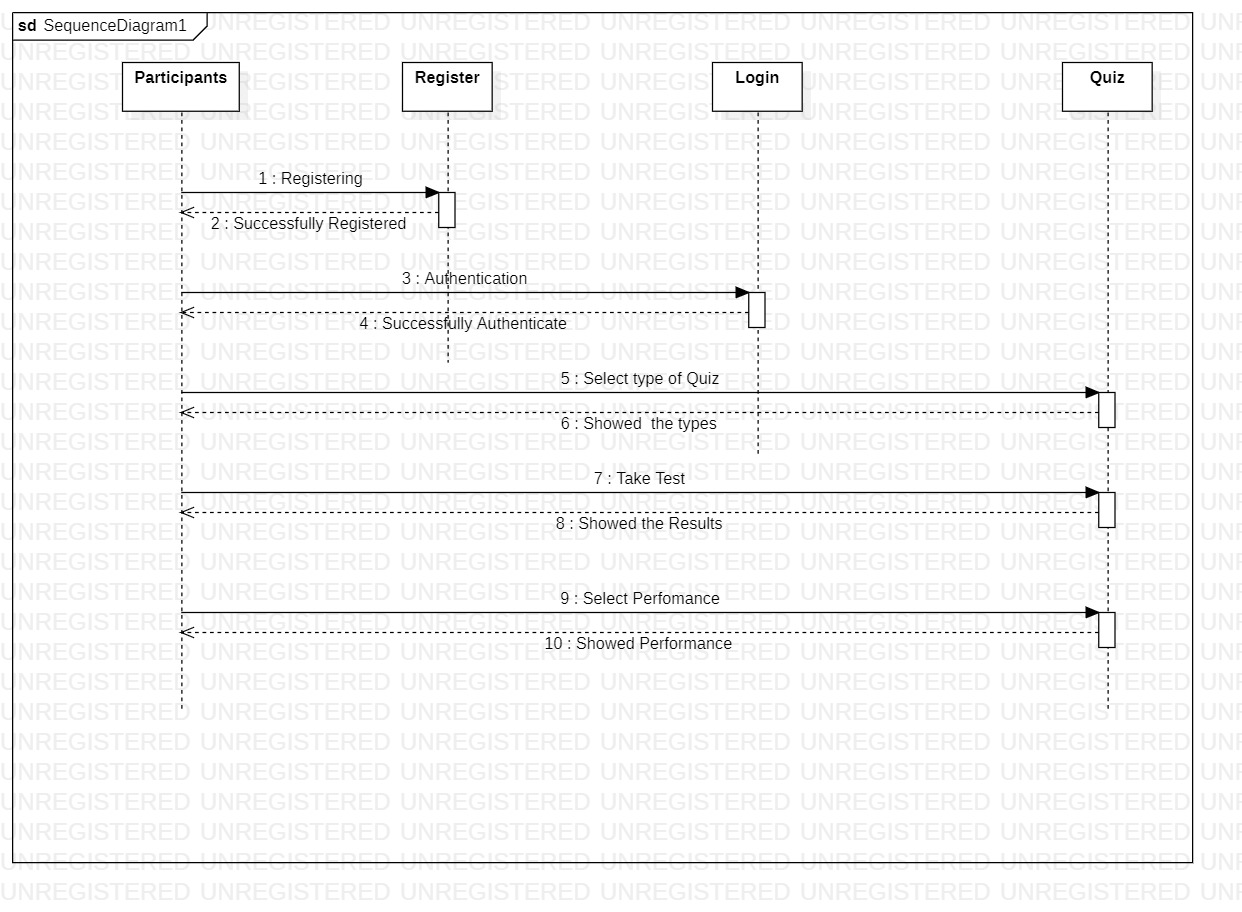 sd SequenceDiagram1
Participants
Register
Login
Quiz
1 : Registering
2 : Successfully Registered
3 : Authentication
4 : Successfully Authenticate
5 : Select type of Quiz
6 : Showed  the types
7 : Take Test
8 : Showed the Results
9 : Select Perfomance
10 : Showed Performance
UNREGISTERED UNREGISTERED UNREGISTERED UNREGISTERED UNREGISTERED UNREGISTERED